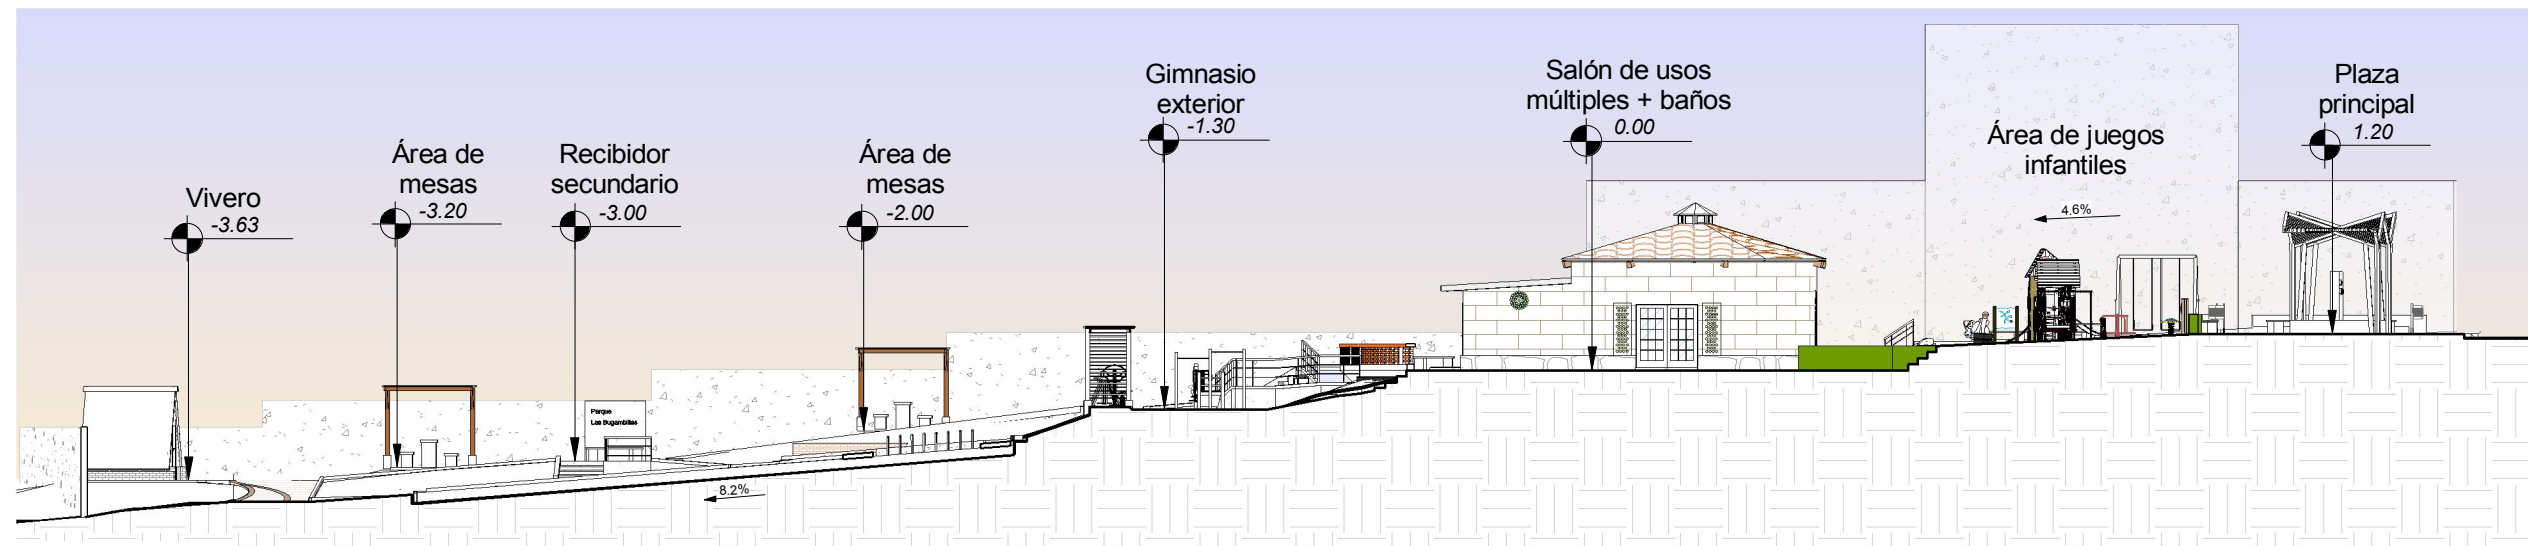 Vivero
-3.63
Área de
mesas
-3.20
Recibidor
secundario
-3.00
Área de
mesas
-2.00
Gimnasio
exterior
-1.30
Salón de usos
múltiples + baños
0.00
Área de juegos
infantiles
4.6%
Plaza
principal
1.20
Parque
Las Bugambilias
8.2%